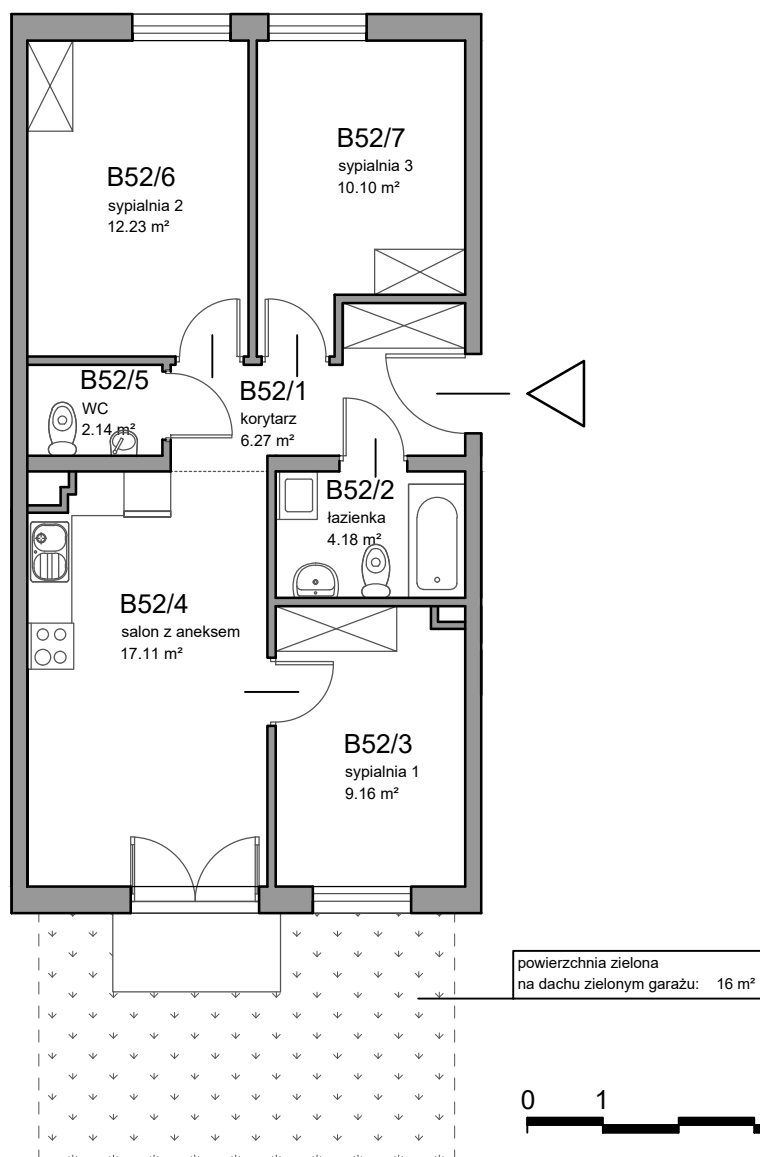 B52/7
sypialnia 3
10.10 m²
B52/6
sypialnia 2
12.23 m²
B52/5
WC
2.14 m²
B52/1
korytarz
6.27 m²
B52/2
łazienka
4.18 m²
B52/4
salon z aneksem
17.11 m²
B52/3
sypialnia 1
9.16 m²
powierzchnia zielona
na dachu zielonym garażu: 16 m²
0 1